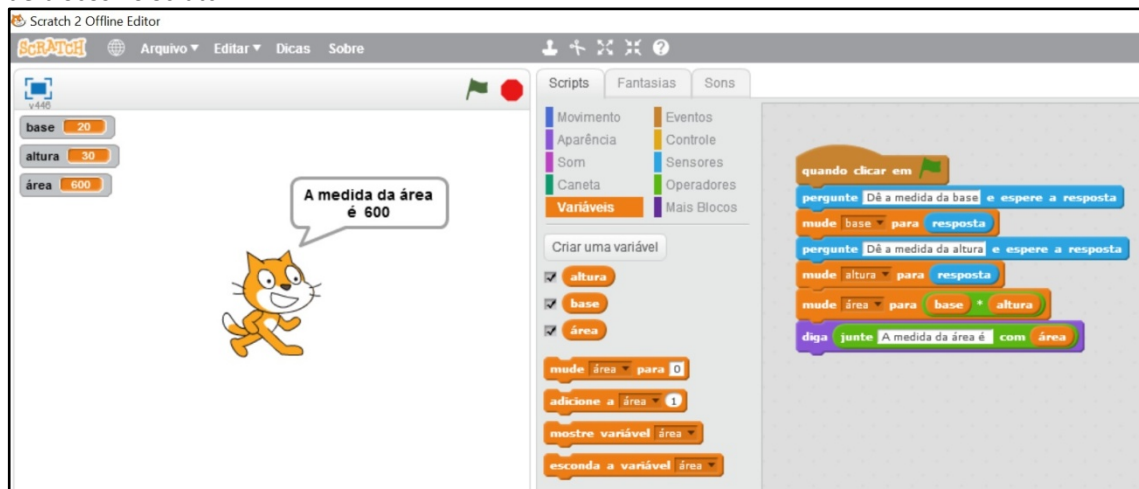 Scratch 2 Offline Editor
SCRATCH Arquivo Editar Dicas Sobre
v446
base 20
altura 30
área 600
A medida da área
é 600
Scripts Fantasias Sons
Movimento Eventos
Aparência Controle
Som Sensores
Caneta Operadores
Variáveis Mais Blocos
Criar uma variável
altura
base
área
mude área para 0
adicione a área 1
mostre variável área
esconda a variável área
quando clicar em
pergunte Dê a medida da base e espere a resposta
mude base para resposta
pergunte Dê a medida da altura e espere a resposta
mude altura para resposta
mude área para base * altura
diga junte A medida da área é com área